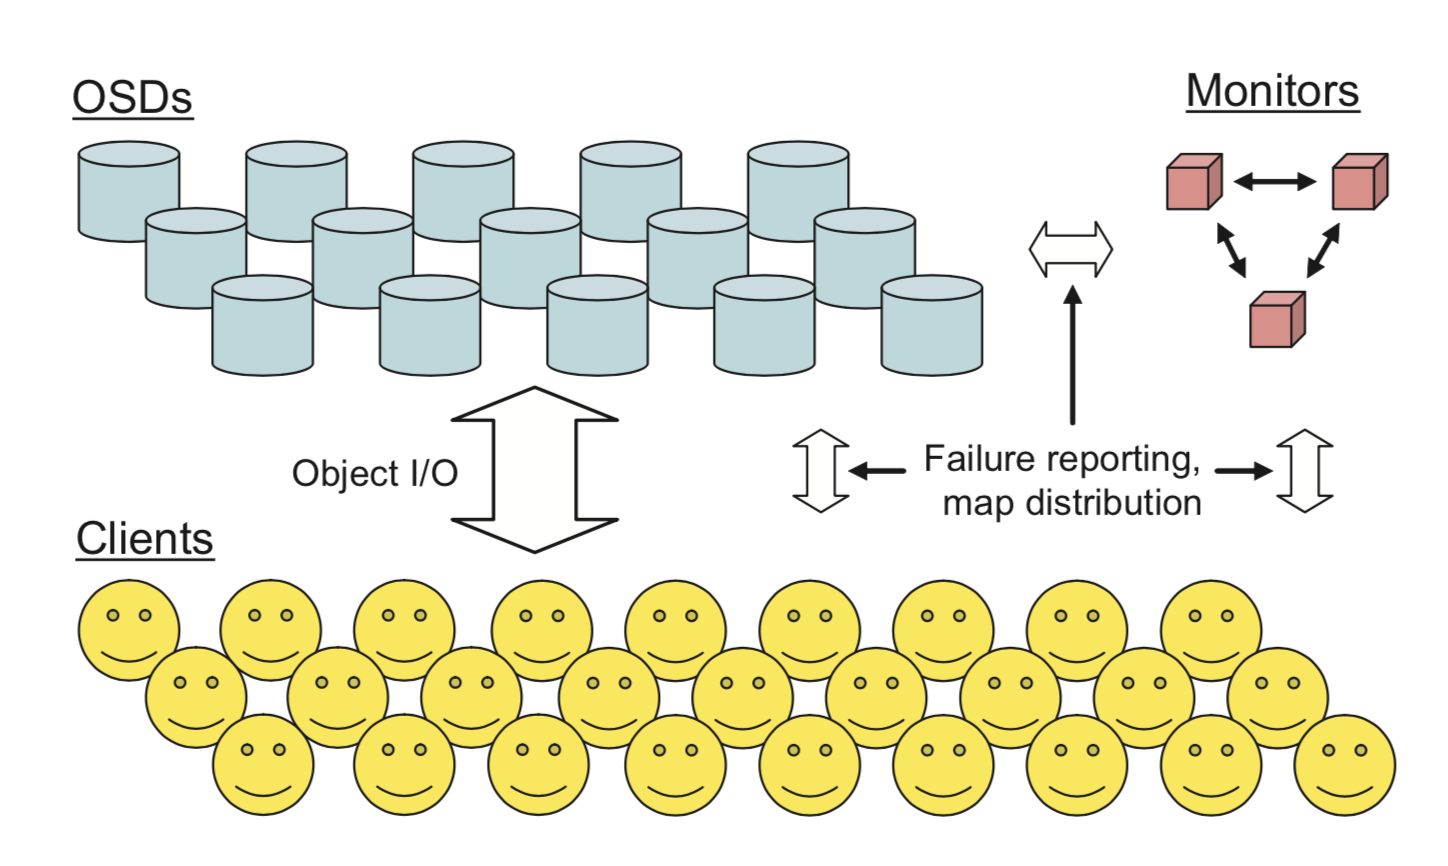 OSDs
Monitors
Object I/O
Failure reporting,
map distribution
Clients